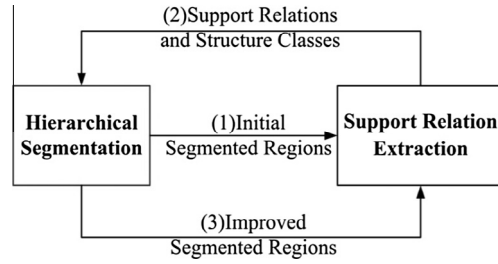 (2)Support Relations
and Structure Classes
Hierarchical
Segmentation
(1)Initial
Segmented Regions
Support Relation
Extraction
(3)Improved
Segmented Regions